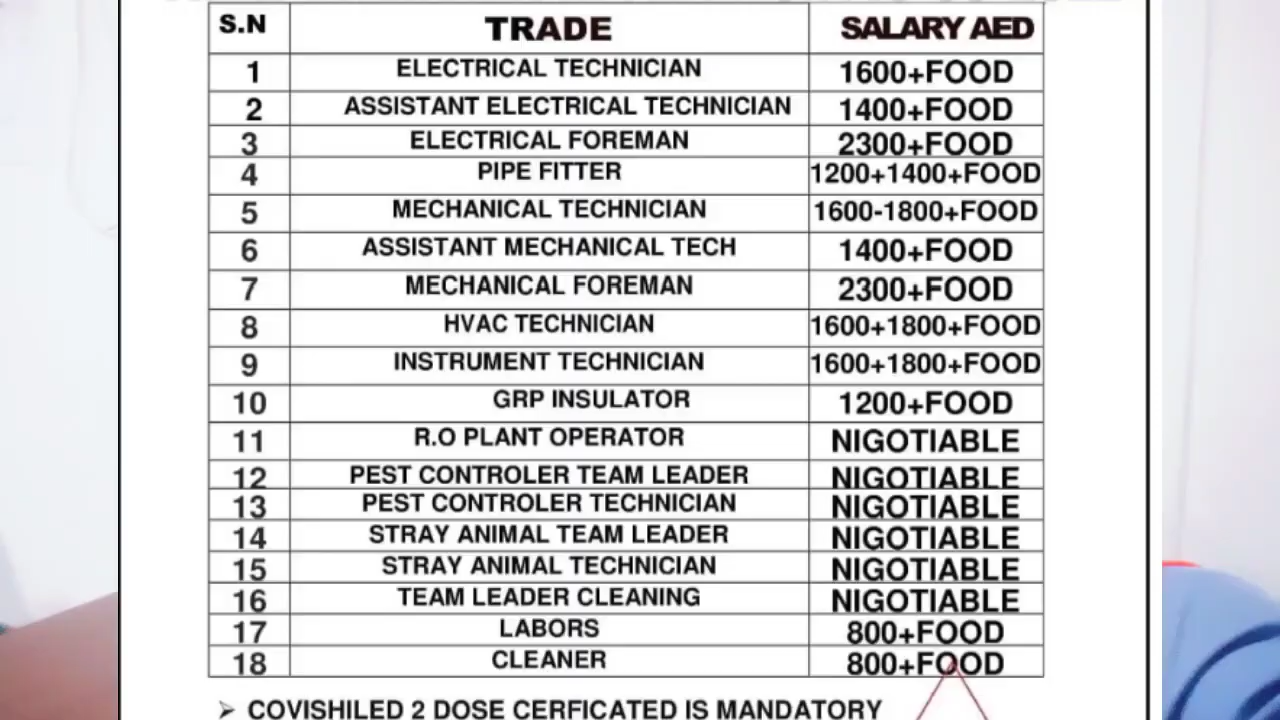 S.N TRADE SALARY AED
1 ELECTRICAL TECHNICIAN 1600+FOOD
2 ASSISTANT ELECTRICAL TECHNICIAN 1400+FOOD
3 ELECTRICAL FOREMAN 2300+FOOD
4 PIPE FITTER 1200+1400+FOOD
5 MECHANICAL TECHNICIAN 1600-1800+FOOD
6 ASSISTANT MECHANICAL TECH 1400+FOOD
7 MECHANICAL FOREMAN 2300+FOOD
8 HVAC TECHNICIAN 1600+1800+FOOD
9 INSTRUMENT TECHNICIAN 1600+1800+FOOD
10 GRP INSULATOR 1200+FOOD
11 R.O PLANT OPERATOR NIGOTIABLE
12 PEST CONTROLER TEAM LEADER NIGOTIABLE
13 PEST CONTROLER TECHNICIAN NIGOTIABLE
14 STRAY ANIMAL TEAM LEADER NIGOTIABLE
15 STRAY ANIMAL TECHNICIAN NIGOTIABLE
16 TEAM LEADER CLEANING NIGOTIABLE
17 LABORS 800+FOOD
18 CLEANER 800+FOOD
➢ COVISHILED 2 DOSE CERFICATED IS MANDATORY